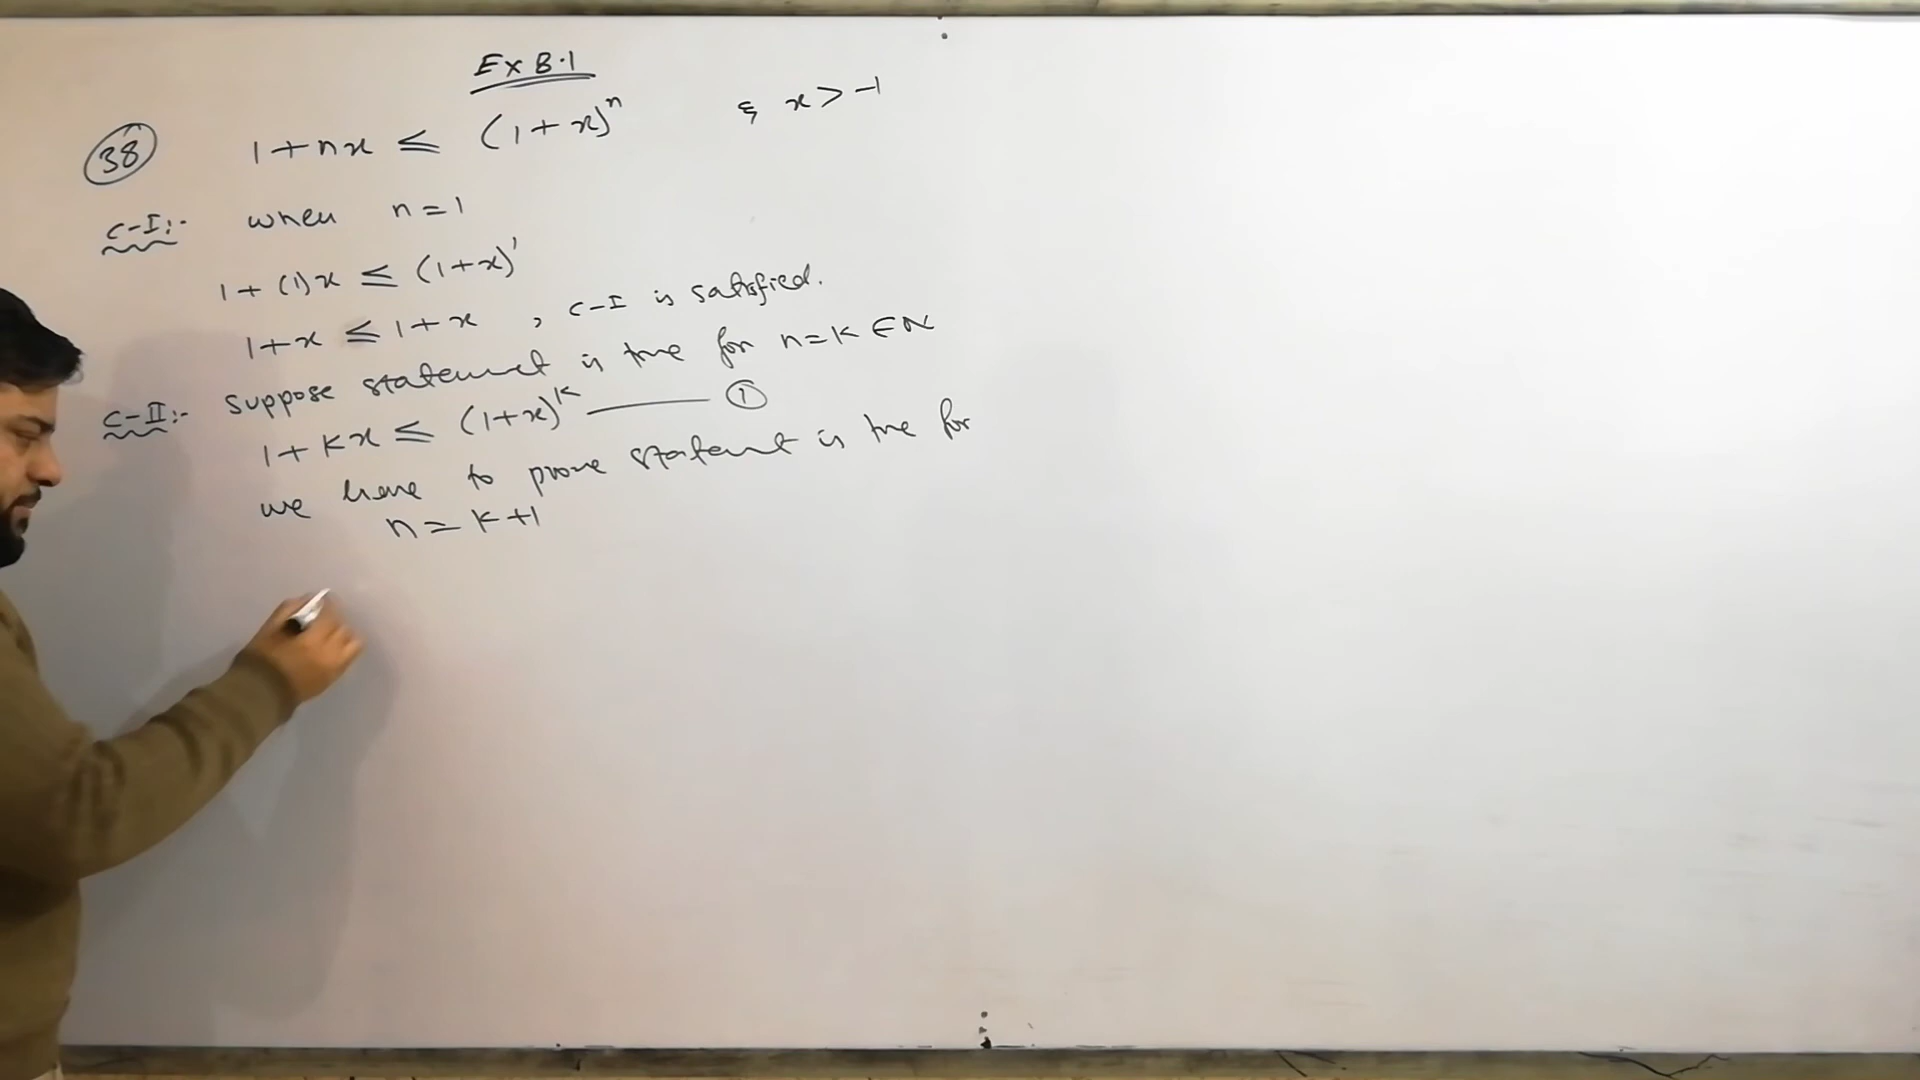 Ex 8.1
38 1+nx ≤ (1+x)^n & x > -1
C-I:- when n=1
1+(1)x ≤ (1+x)^1
1+x ≤ 1+x , C-I is satisfied.
C-II:- Suppose statement is true for n=k ∈ N
1+kx ≤ (1+x)^k ——— ①
we have to prove statement is true for
n=k+1